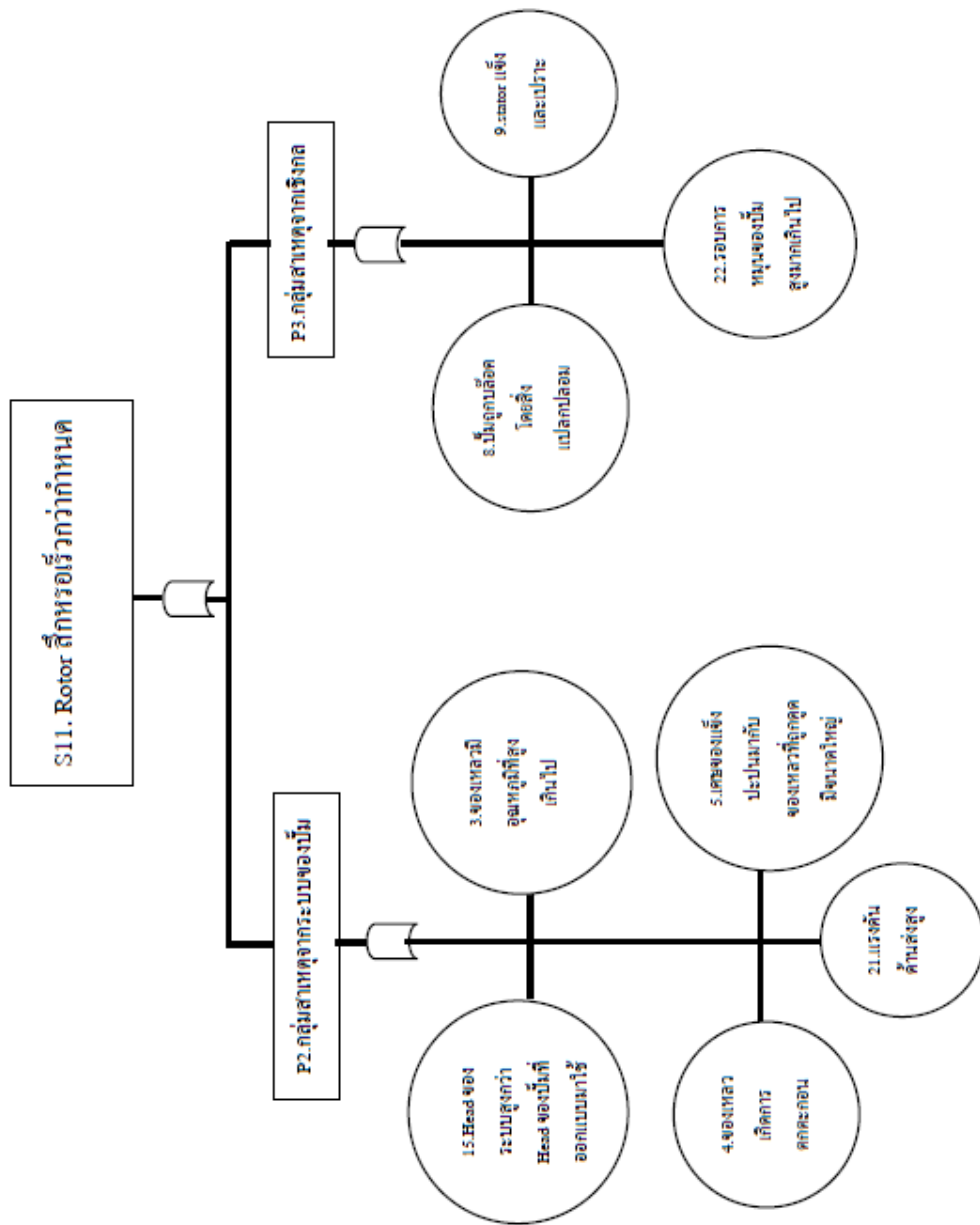 S11. Rotor สึกหรอเร็วกว่ากำหนด
P2.กลุ่มสาเหตุจากระบบของปั๊ม
P3.กลุ่มสาเหตุจากเชิงกล
15.Head ของ
ระบบสูงกว่า
Head ของปั๊มที่
ออกแบบมาใช้
3.ของเหลวมี
อุณหภูมิที่สูง
เกินไป
8.ปั๊มถูกบล๊อค
โดยสิ่ง
แปลกปลอม
9.stator แข็ง
และเปราะ
4.ของเหลว
เกิดการ
ตกตะกอน
5.เศษของแข็ง
ปะปนมากับ
ของเหลวที่ถูกดูด
มีขนาดใหญ่
21.แรงดัน
ด้านส่งสูง
22.รอบการ
หมุนของปั๊ม
สูงมากเกินไป